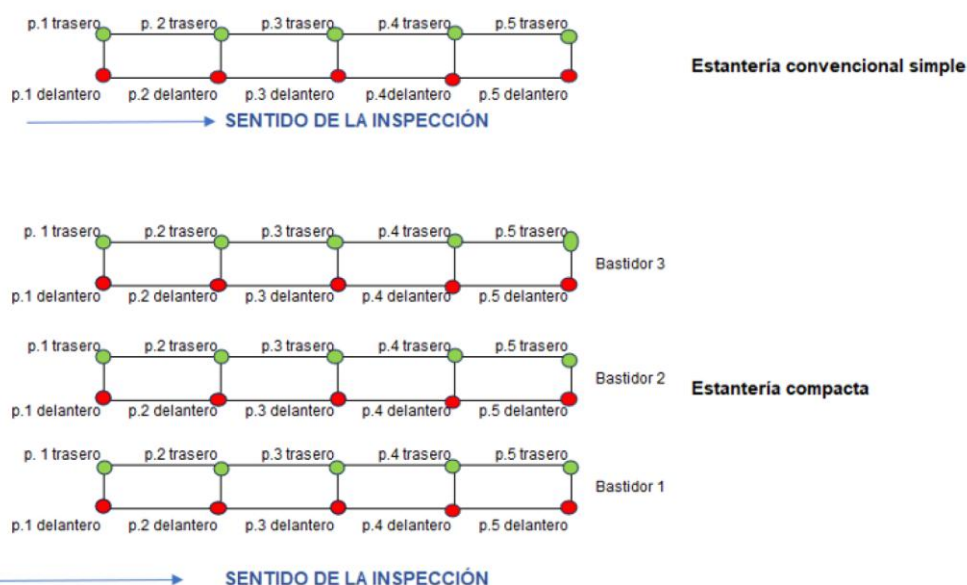 p.1 trasero p. 2 trasero p.3 trasero p.4 trasero p.5 trasero
Estantería convencional simple
p.1 delantero p.2 delantero p.3 delantero p.4delantero p.5 delantero
SENTIDO DE LA INSPECCIÓN
p. 1 trasero p.2 trasero p.3 trasero p.4 trasero p.5 trasero
Bastidor 3
p.1 delantero p.2 delantero p.3 delantero p.4 delantero p.5 delantero
p.1 trasero p.2 trasero p.3 trasero p.4 trasero p.5 trasero
Bastidor 2
Estantería compacta
p.1 delantero p.2 delantero p.3 delantero p.4 delantero p.5 delantero
p. 1 trasero p.2 trasero p.3 trasero p.4 trasero p.5 trasero
Bastidor 1
p.1 delantero p.2 delantero p.3 delantero p.4 delantero p.5 delantero
SENTIDO DE LA INSPECCIÓN